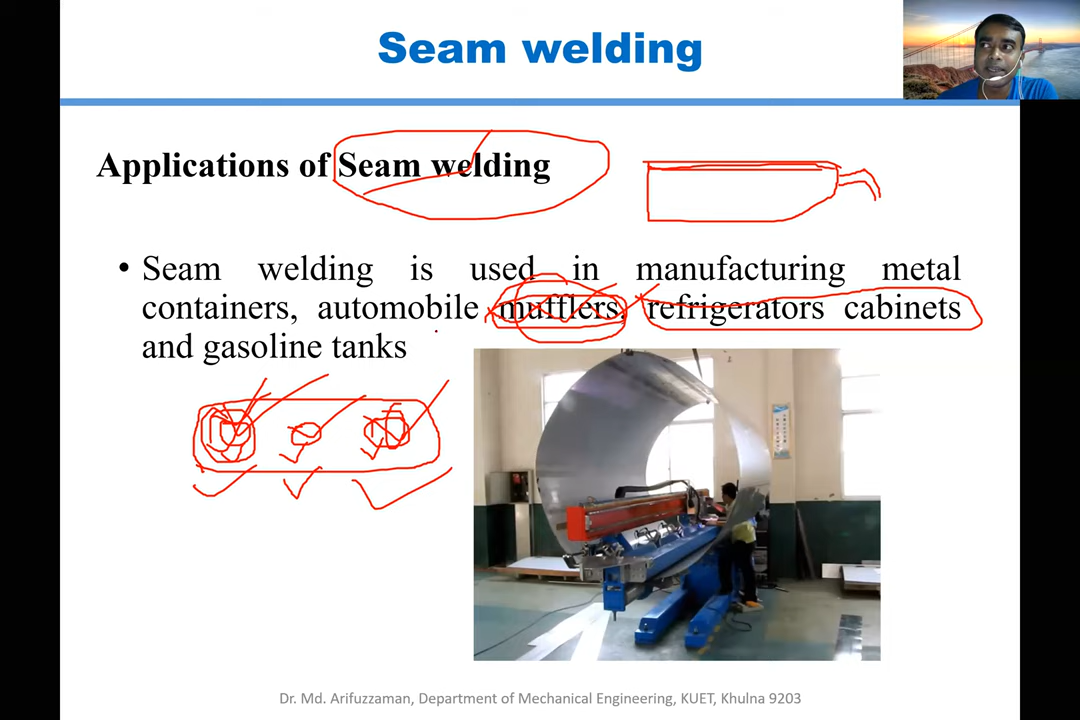 Seam welding
Applications of Seam welding
• Seam welding is used in manufacturing metal
containers, automobile mufflers, refrigerators cabinets
and gasoline tanks
Dr. Md. Arifuzzaman, Department of Mechanical Engineering, KUET, Khulna 9203